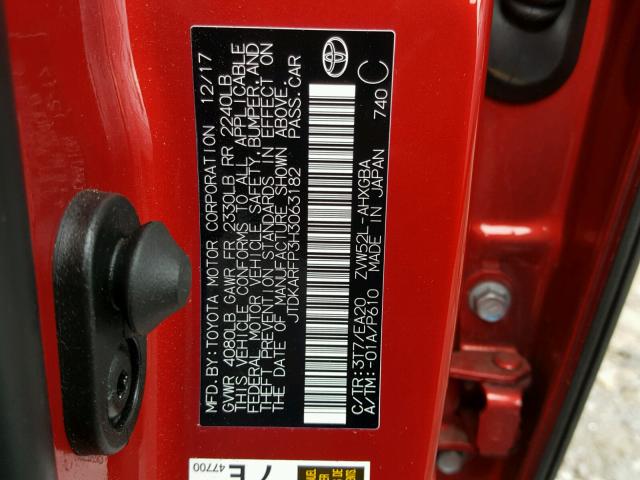 MFD.BY:TOYOTA MOTOR CORPORATION 12/17
GVWR 4080LB GAWR FR 2330LB RR 2240LB
THIS VEHICLE CONFORMS TO ALL APPLICABLE
FEDERAL MOTOR VEHICLE SAFETY,BUMPER,AND
THEFT PREVENTION STANDARDS IN EFFECT ON
THE DATE OF MANUFACTURE SHOWN ABOVE.
JTDKARFP3H3063182 PASS.CAR
ZVW52L-AHXGBA
C/TR:3T7/EA20
A/TM:-01A/P610 MADE IN JAPAN 740 C
47700